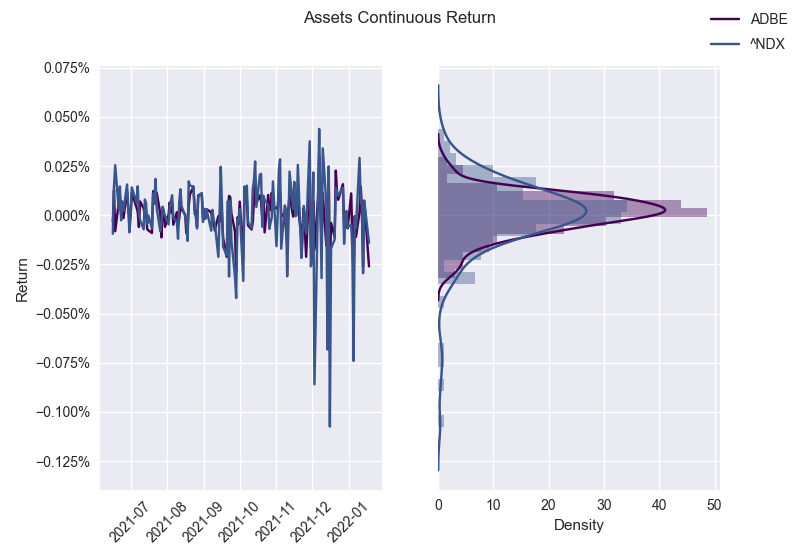 Assets Continuous Return
ADBE
^NDX
Return
0.075%
0.050%
0.025%
0.000%
−0.025%
−0.050%
−0.075%
−0.100%
−0.125%
2021-07
2021-08
2021-09
2021-10
2021-11
2021-12
2022-01
0 10 20 30 40 50
Density